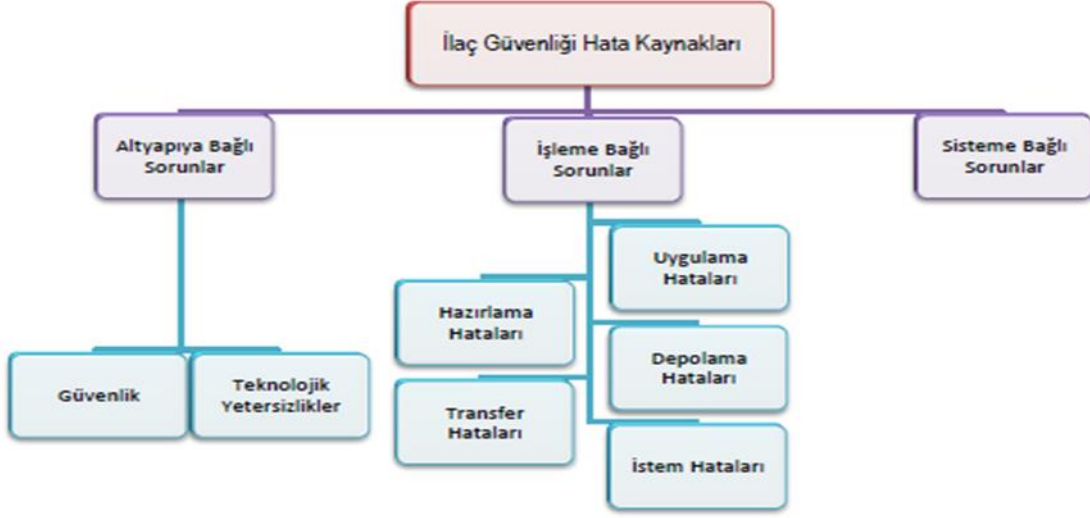 İlaç Güvenliği Hata Kaynakları
Altyapıya Bağlı
Sorunlar
İşleme Bağlı
Sorunlar
Sisteme Bağlı
Sorunlar
Güvenlik
Teknolojik
Yetersizlikler
Uygulama
Hataları
Hazırlama
Hataları
Depolama
Hataları
Transfer
Hataları
İstem Hataları